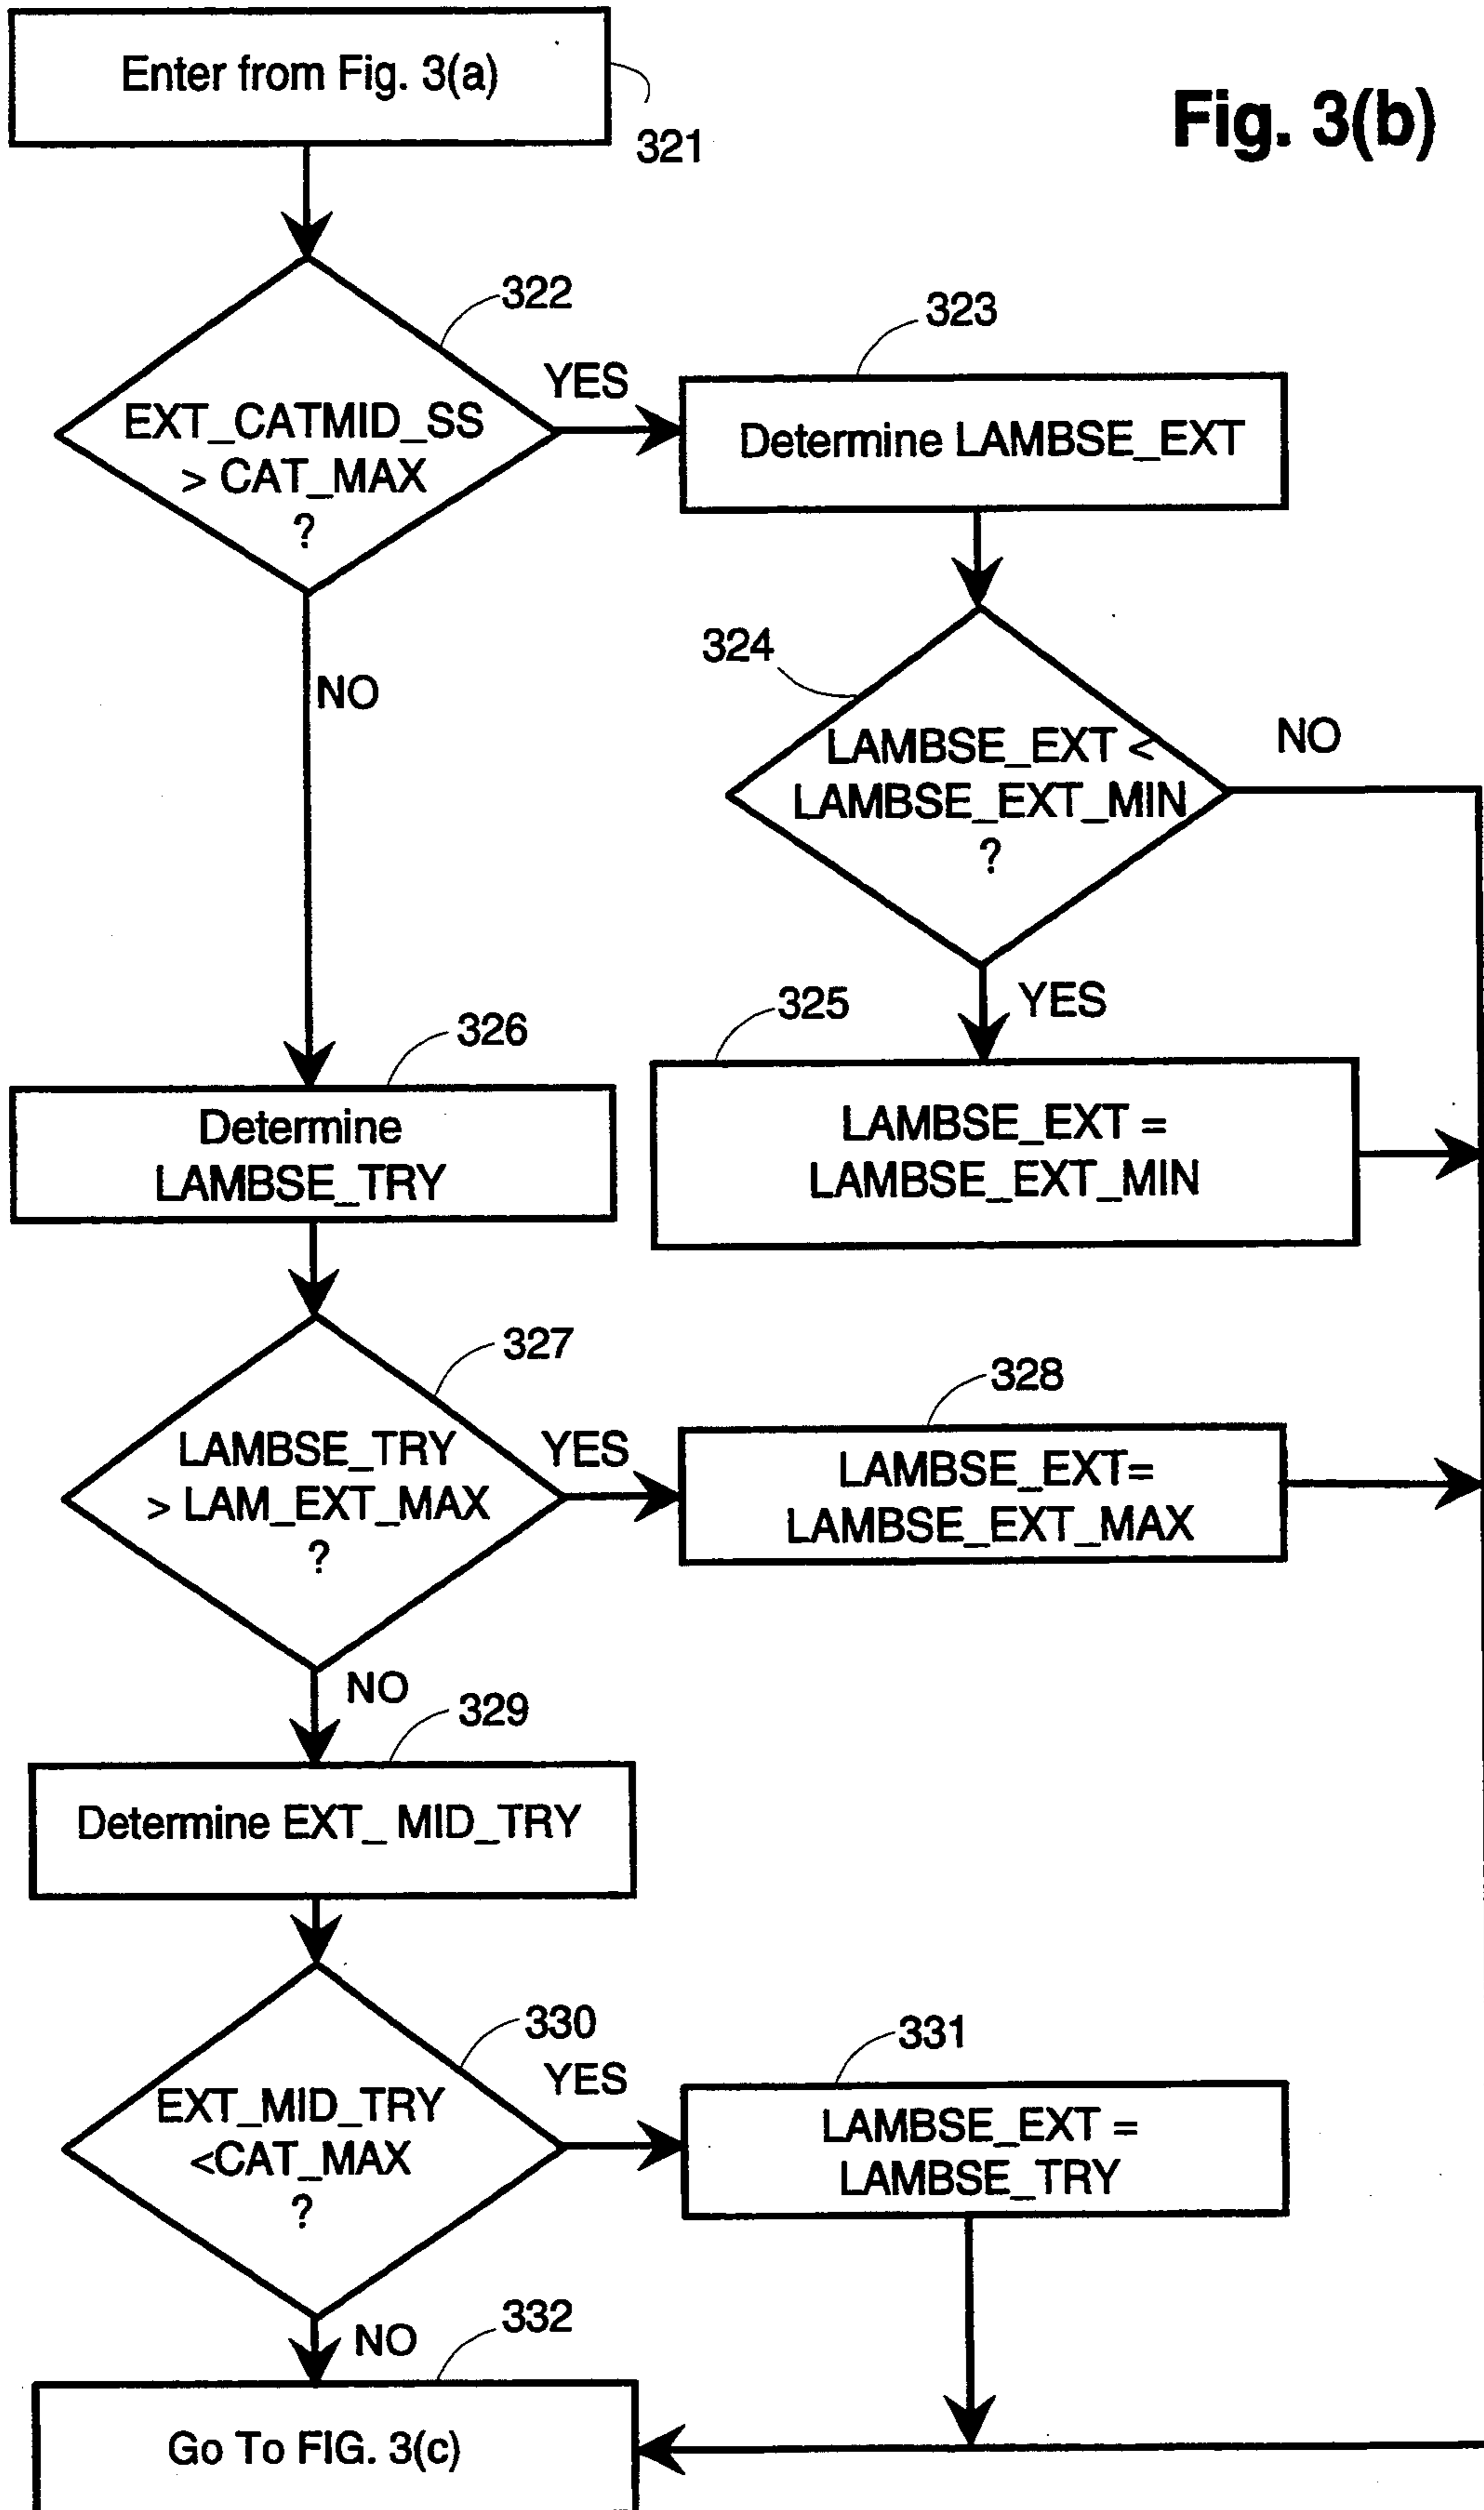 Enter from Fig. 3(a)
321
Fig. 3(b)
322
EXT_CATMID_SS
> CAT_MAX
?
YES
NO
323
Determine LAMBSE_EXT
324
LAMBSE_EXT <
LAMBSE_EXT_MIN
?
NO
YES
325
LAMBSE_EXT =
LAMBSE_EXT_MIN
326
Determine
LAMBSE_TRY
327
LAMBSE_TRY
> LAM_EXT_MAX
?
YES
NO
328
LAMBSE_EXT=
LAMBSE_EXT_MAX
329
Determine EXT_ MID_TRY
330
EXT_MID_TRY
<CAT_MAX
?
YES
NO
331
LAMBSE_EXT =
LAMBSE_TRY
332
Go To FIG. 3(c)